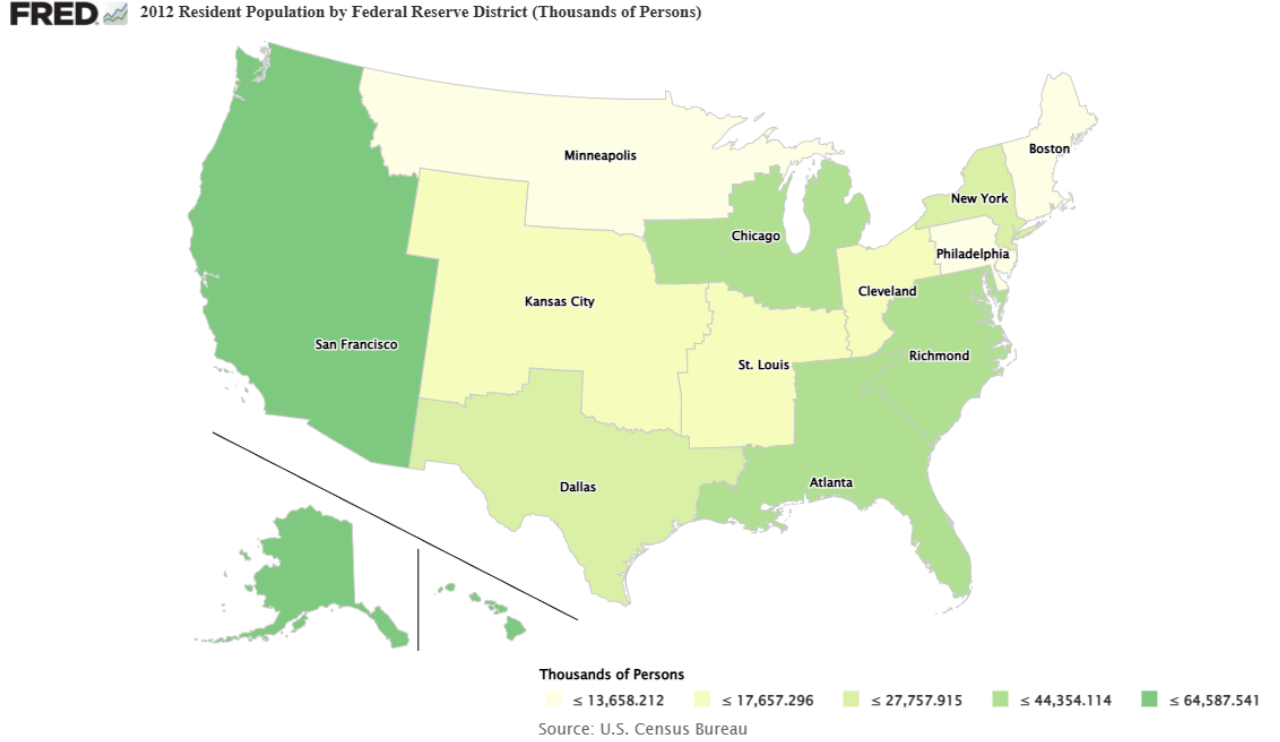 FRED 2012 Resident Population by Federal Reserve District (Thousands of Persons)
Minneapolis
Boston
New York
Chicago
Philadelphia
Cleveland
Kansas City
San Francisco
Richmond
St. Louis
Atlanta
Dallas
Thousands of Persons
≤ 13,658.212 ≤ 17,657.296 ≤ 27,757.915 ≤ 44,354.114 ≤ 64,587.541
Source: U.S. Census Bureau